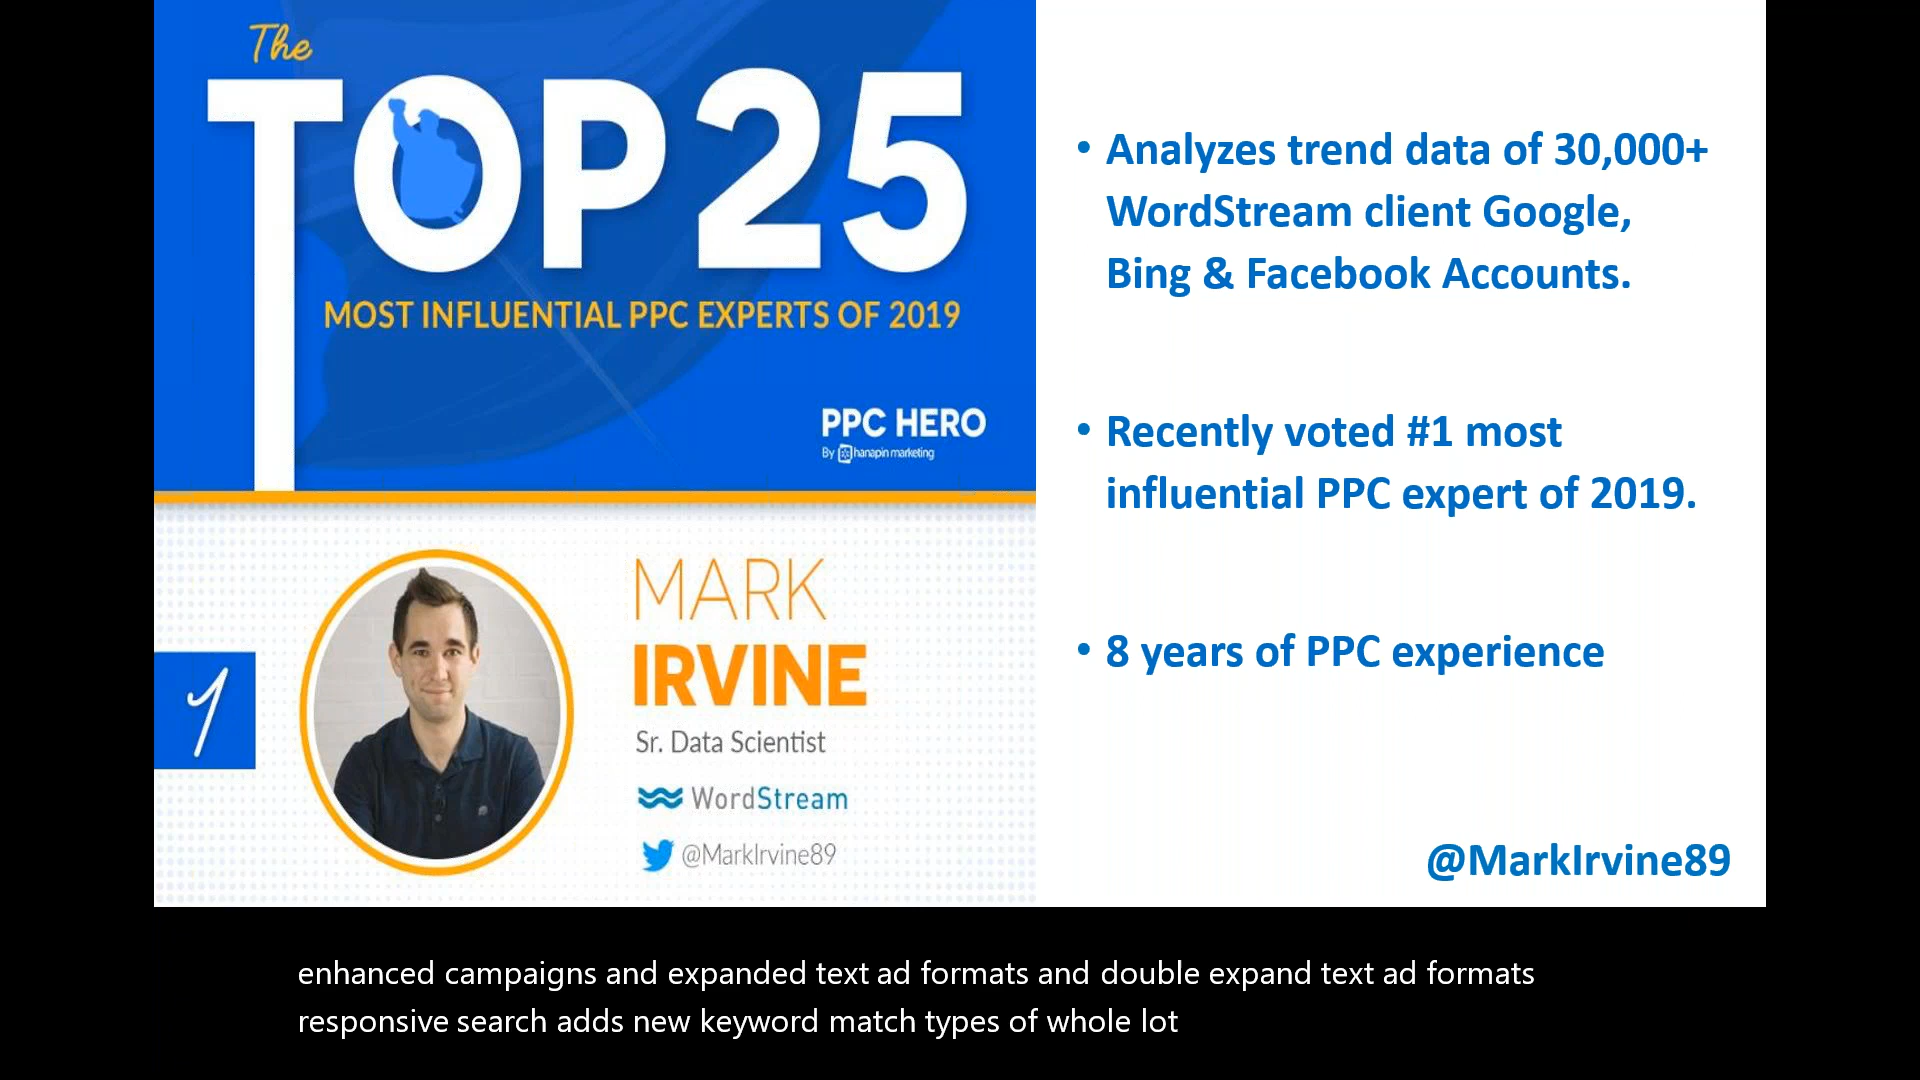 The
TOP 25
MOST INFLUENTIAL PPC EXPERTS OF 2019
PPC HERO
By hanapin marketing
1
MARK
IRVINE
Sr. Data Scientist
WordStream
@MarkIrvine89
• Analyzes trend data of 30,000+
WordStream client Google,
Bing & Facebook Accounts.
• Recently voted #1 most
influential PPC expert of 2019.
• 8 years of PPC experience
@MarkIrvine89
enhanced campaigns and expanded text ad formats and double expand text ad formats
responsive search adds new keyword match types of whole lot